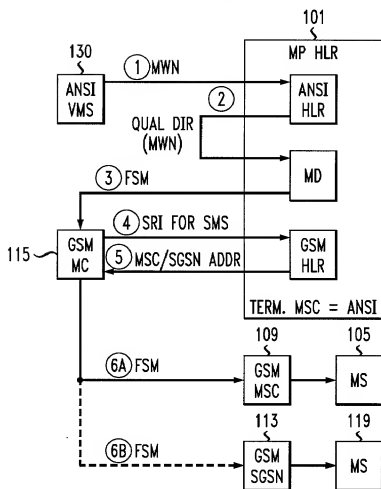 101
MP HLR
130
1 MWN
ANSI
VMS
ANSI
HLR
2
QUAL DIR
(MWN)
MD
3 FSM
4 SRI FOR SMS
115
GSM
MC
GSM
HLR
5 MSC/SGSN ADDR
TERM. MSC = ANSI
109
105
6A FSM
GSM
MSC
MS
113
119
6B FSM
GSM
SGSN
MS